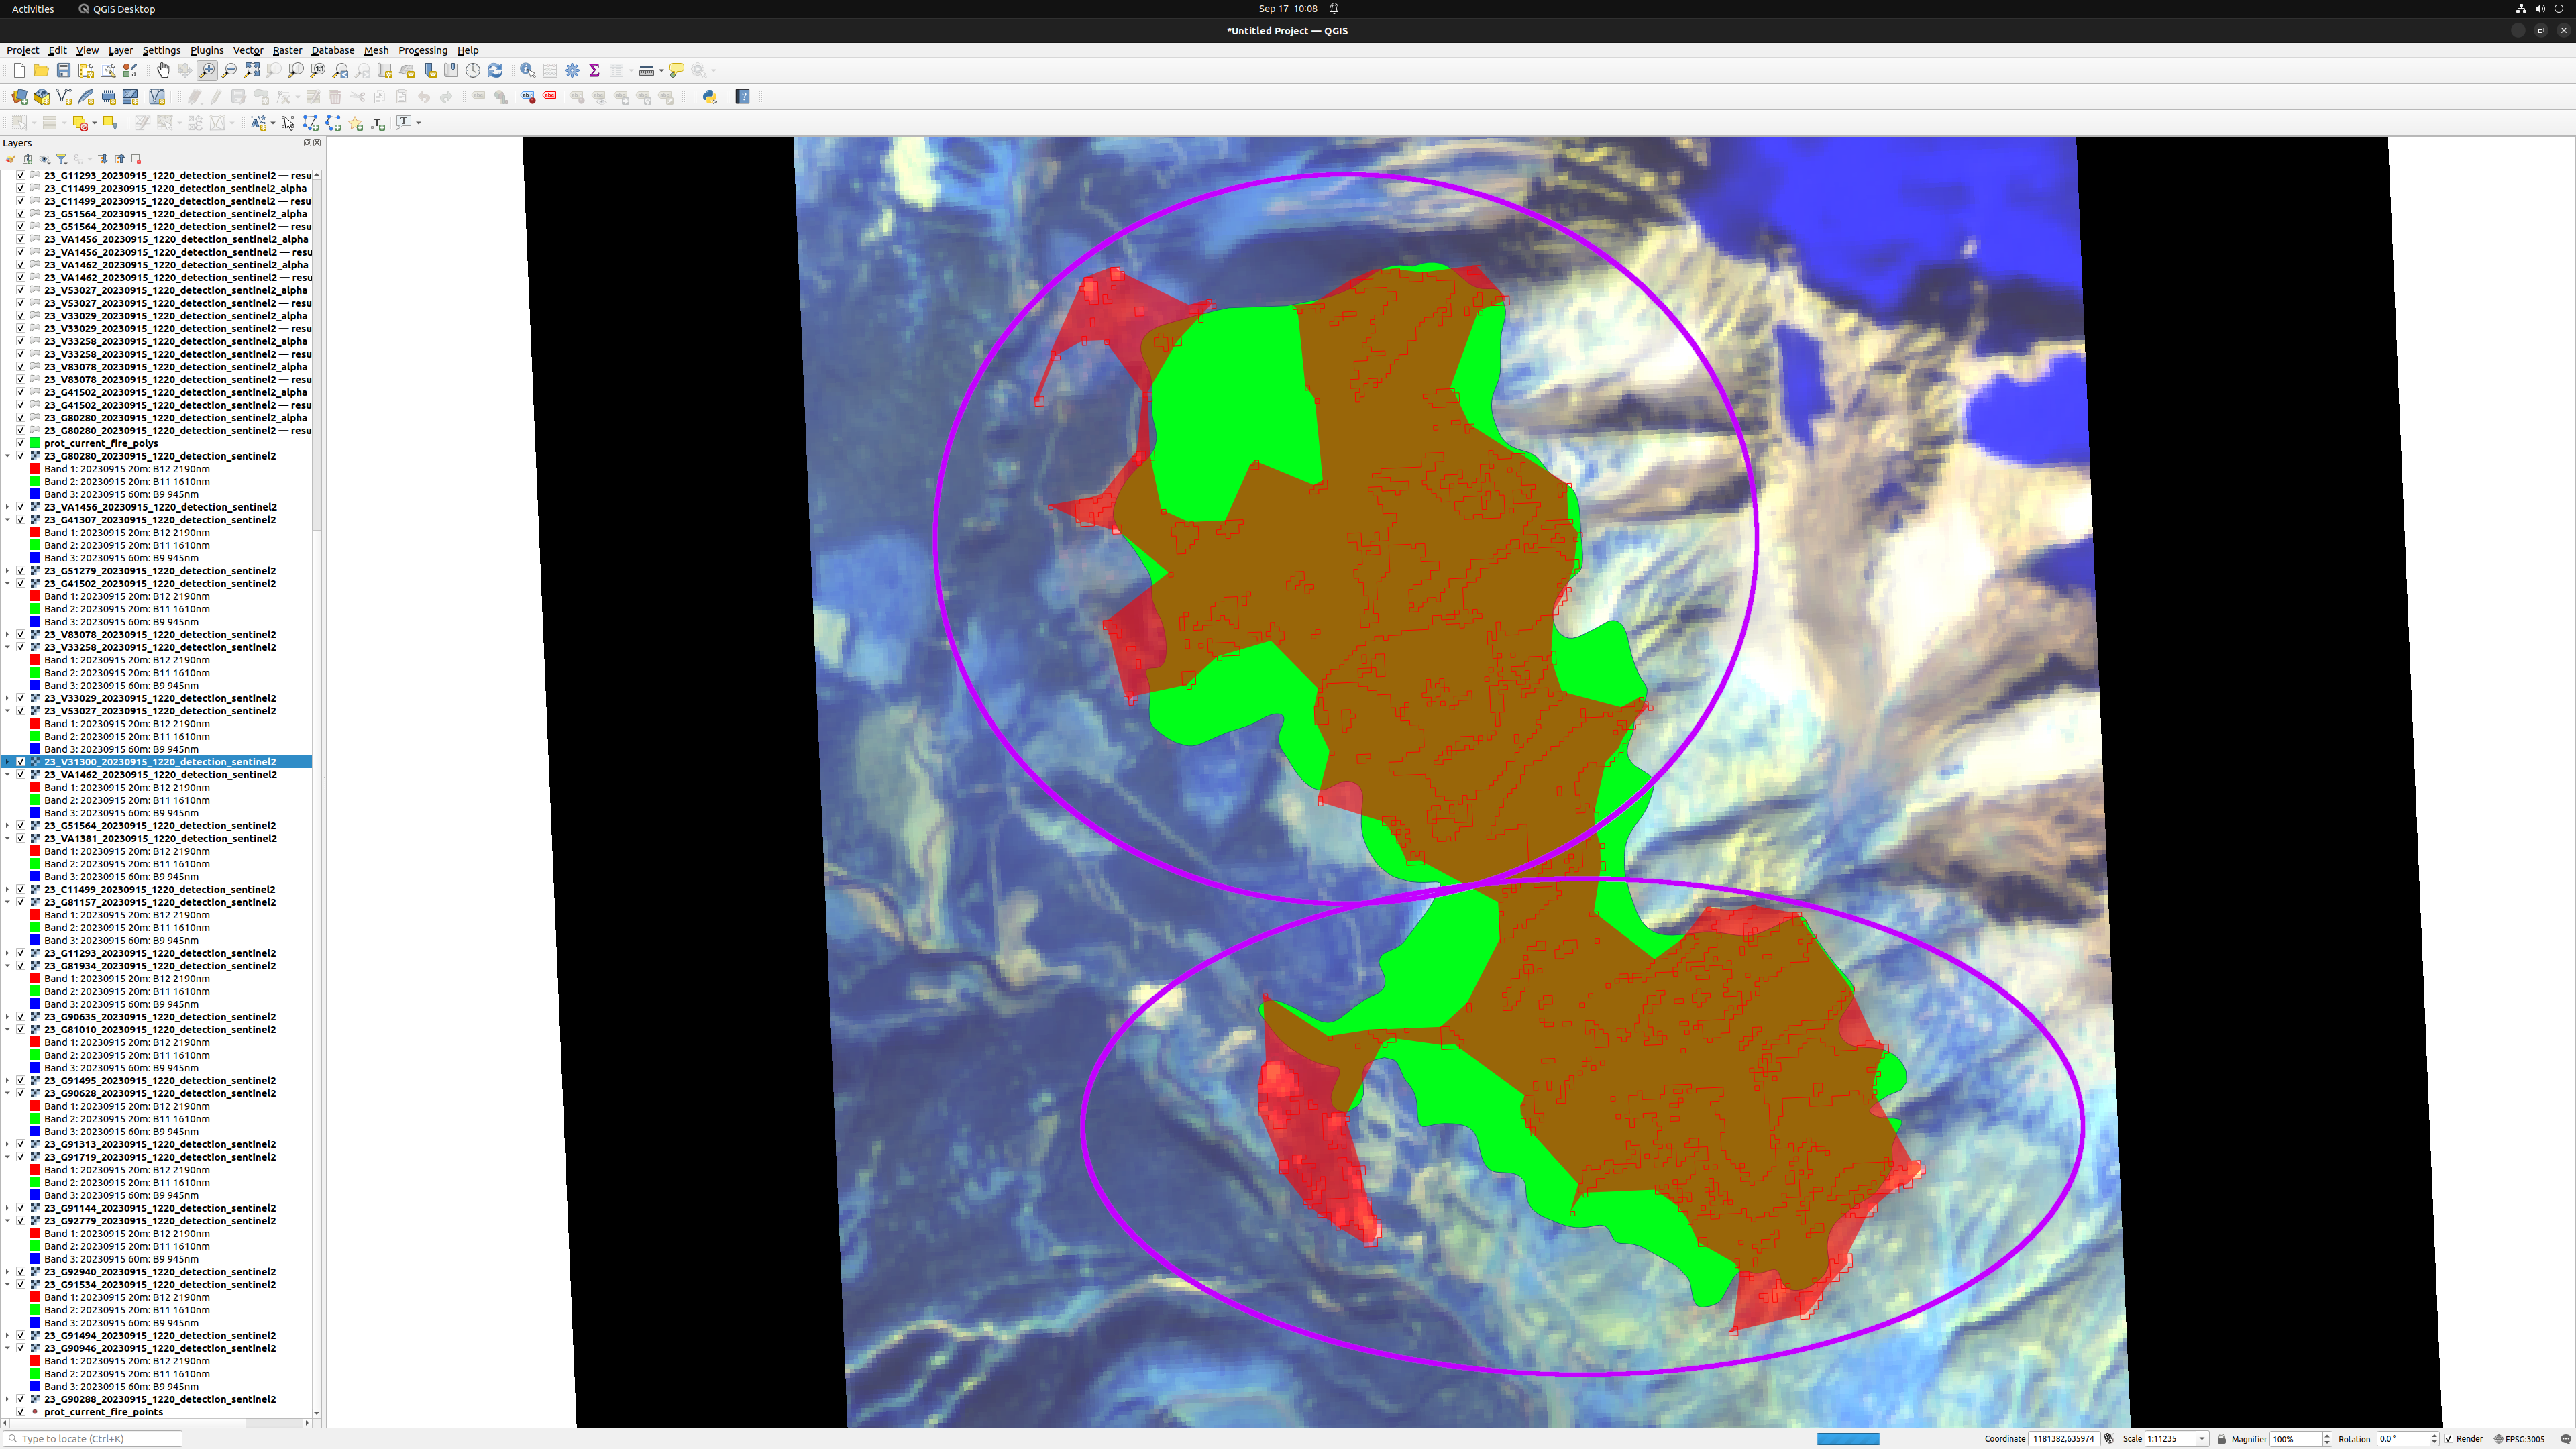 Activities QGIS Desktop Sep 17 10:08
*Untitled Project — QGIS
Project Edit View Layer Settings Plugins Vector Raster Database Mesh Processing Help
Layers
23_G11293_20230915_1220_detection_sentinel2 — resu
23_C11499_20230915_1220_detection_sentinel2_alpha
23_C11499_20230915_1220_detection_sentinel2 — resu
23_G51564_20230915_1220_detection_sentinel2_alpha
23_G51564_20230915_1220_detection_sentinel2 — resu
23_VA1456_20230915_1220_detection_sentinel2_alpha
23_VA1456_20230915_1220_detection_sentinel2 — resu
23_VA1462_20230915_1220_detection_sentinel2_alpha
23_VA1462_20230915_1220_detection_sentinel2 — resu
23_V53027_20230915_1220_detection_sentinel2_alpha
23_V53027_20230915_1220_detection_sentinel2 — resu
23_V33029_20230915_1220_detection_sentinel2_alpha
23_V33029_20230915_1220_detection_sentinel2 — resu
23_V33258_20230915_1220_detection_sentinel2_alpha
23_V33258_20230915_1220_detection_sentinel2 — resu
23_V83078_20230915_1220_detection_sentinel2_alpha
23_V83078_20230915_1220_detection_sentinel2 — resu
23_G41502_20230915_1220_detection_sentinel2_alpha
23_G41502_20230915_1220_detection_sentinel2 — resu
23_G80280_20230915_1220_detection_sentinel2_alpha
23_G80280_20230915_1220_detection_sentinel2 — resu
prot_current_fire_polys
23_G80280_20230915_1220_detection_sentinel2
Band 1: 20230915 20m: B12 2190nm
Band 2: 20230915 20m: B11 1610nm
Band 3: 20230915 60m: B9 945nm
23_VA1456_20230915_1220_detection_sentinel2
23_G41307_20230915_1220_detection_sentinel2
Band 1: 20230915 20m: B12 2190nm
Band 2: 20230915 20m: B11 1610nm
Band 3: 20230915 60m: B9 945nm
23_G51279_20230915_1220_detection_sentinel2
23_G41502_20230915_1220_detection_sentinel2
Band 1: 20230915 20m: B12 2190nm
Band 2: 20230915 20m: B11 1610nm
Band 3: 20230915 60m: B9 945nm
23_V83078_20230915_1220_detection_sentinel2
23_V33258_20230915_1220_detection_sentinel2
Band 1: 20230915 20m: B12 2190nm
Band 2: 20230915 20m: B11 1610nm
Band 3: 20230915 60m: B9 945nm
23_V33029_20230915_1220_detection_sentinel2
23_V53027_20230915_1220_detection_sentinel2
Band 1: 20230915 20m: B12 2190nm
Band 2: 20230915 20m: B11 1610nm
Band 3: 20230915 60m: B9 945nm
23_V31300_20230915_1220_detection_sentinel2
23_VA1462_20230915_1220_detection_sentinel2
Band 1: 20230915 20m: B12 2190nm
Band 2: 20230915 20m: B11 1610nm
Band 3: 20230915 60m: B9 945nm
23_G51564_20230915_1220_detection_sentinel2
23_VA1381_20230915_1220_detection_sentinel2
Band 1: 20230915 20m: B12 2190nm
Band 2: 20230915 20m: B11 1610nm
Band 3: 20230915 60m: B9 945nm
23_C11499_20230915_1220_detection_sentinel2
23_G81157_20230915_1220_detection_sentinel2
Band 1: 20230915 20m: B12 2190nm
Band 2: 20230915 20m: B11 1610nm
Band 3: 20230915 60m: B9 945nm
23_G11293_20230915_1220_detection_sentinel2
23_G81934_20230915_1220_detection_sentinel2
Band 1: 20230915 20m: B12 2190nm
Band 2: 20230915 20m: B11 1610nm
Band 3: 20230915 60m: B9 945nm
23_G90635_20230915_1220_detection_sentinel2
23_G81010_20230915_1220_detection_sentinel2
Band 1: 20230915 20m: B12 2190nm
Band 2: 20230915 20m: B11 1610nm
Band 3: 20230915 60m: B9 945nm
23_G91495_20230915_1220_detection_sentinel2
23_G90628_20230915_1220_detection_sentinel2
Band 1: 20230915 20m: B12 2190nm
Band 2: 20230915 20m: B11 1610nm
Band 3: 20230915 60m: B9 945nm
23_G91313_20230915_1220_detection_sentinel2
23_G91719_20230915_1220_detection_sentinel2
Band 1: 20230915 20m: B12 2190nm
Band 2: 20230915 20m: B11 1610nm
Band 3: 20230915 60m: B9 945nm
23_G91144_20230915_1220_detection_sentinel2
23_G92779_20230915_1220_detection_sentinel2
Band 1: 20230915 20m: B12 2190nm
Band 2: 20230915 20m: B11 1610nm
Band 3: 20230915 60m: B9 945nm
23_G92940_20230915_1220_detection_sentinel2
23_G91534_20230915_1220_detection_sentinel2
Band 1: 20230915 20m: B12 2190nm
Band 2: 20230915 20m: B11 1610nm
Band 3: 20230915 60m: B9 945nm
23_G91494_20230915_1220_detection_sentinel2
23_G90946_20230915_1220_detection_sentinel2
Band 1: 20230915 20m: B12 2190nm
Band 2: 20230915 20m: B11 1610nm
Band 3: 20230915 60m: B9 945nm
23_G90288_20230915_1220_detection_sentinel2
prot_current_fire_points
Type to locate (Ctrl+K) Coordinate 1181382,635974 Scale 1:11235 Magnifier 100% Rotation 0.0 ° Render EPSG:3005